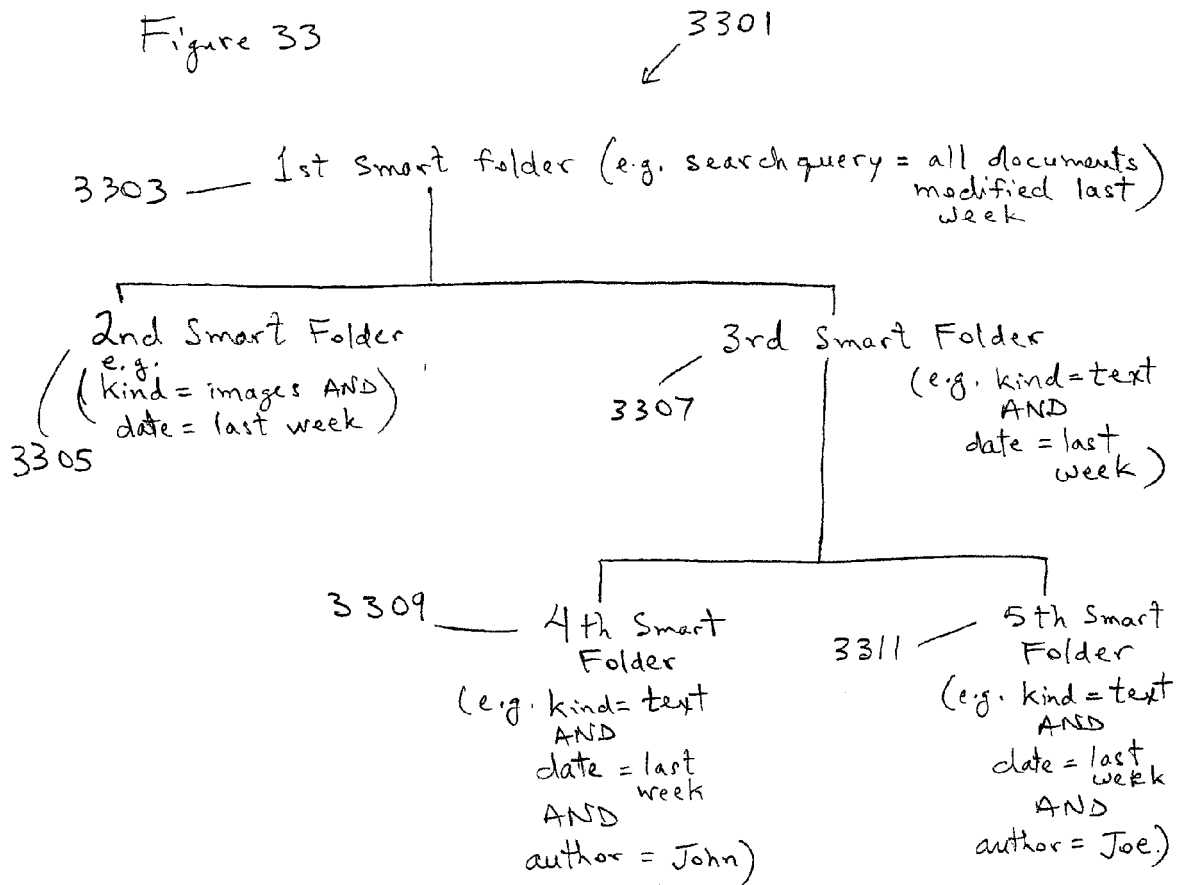 Figure 33
3301
3303
1st Smart folder (e.g. search query = all documents
modified last
week)
2nd Smart Folder
e.g.
(kind = images AND
date = last week)
3305
3rd Smart Folder
3307
(e.g. kind = text
AND
date = last
week)
3309
4th Smart
Folder
(e.g. kind = text
AND
date = last
week
AND
author = John)
3311
5th Smart
Folder
(e.g. kind = text
AND
date = last
week
AND
author = Joe.)